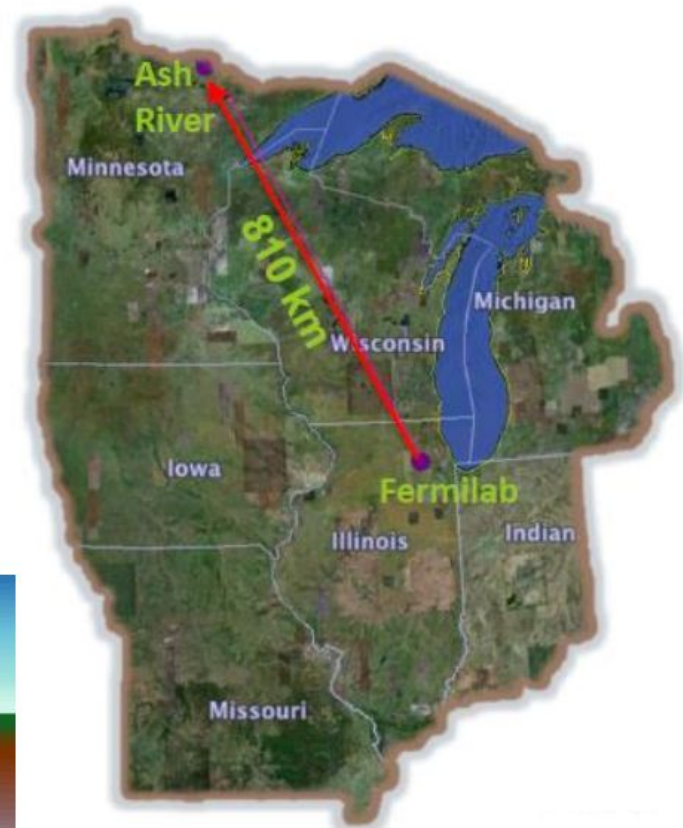 Ash
River
Minnesota
810 km
Michigan
Wisconsin
Iowa
Fermilab
Illinois
Indian
Missouri